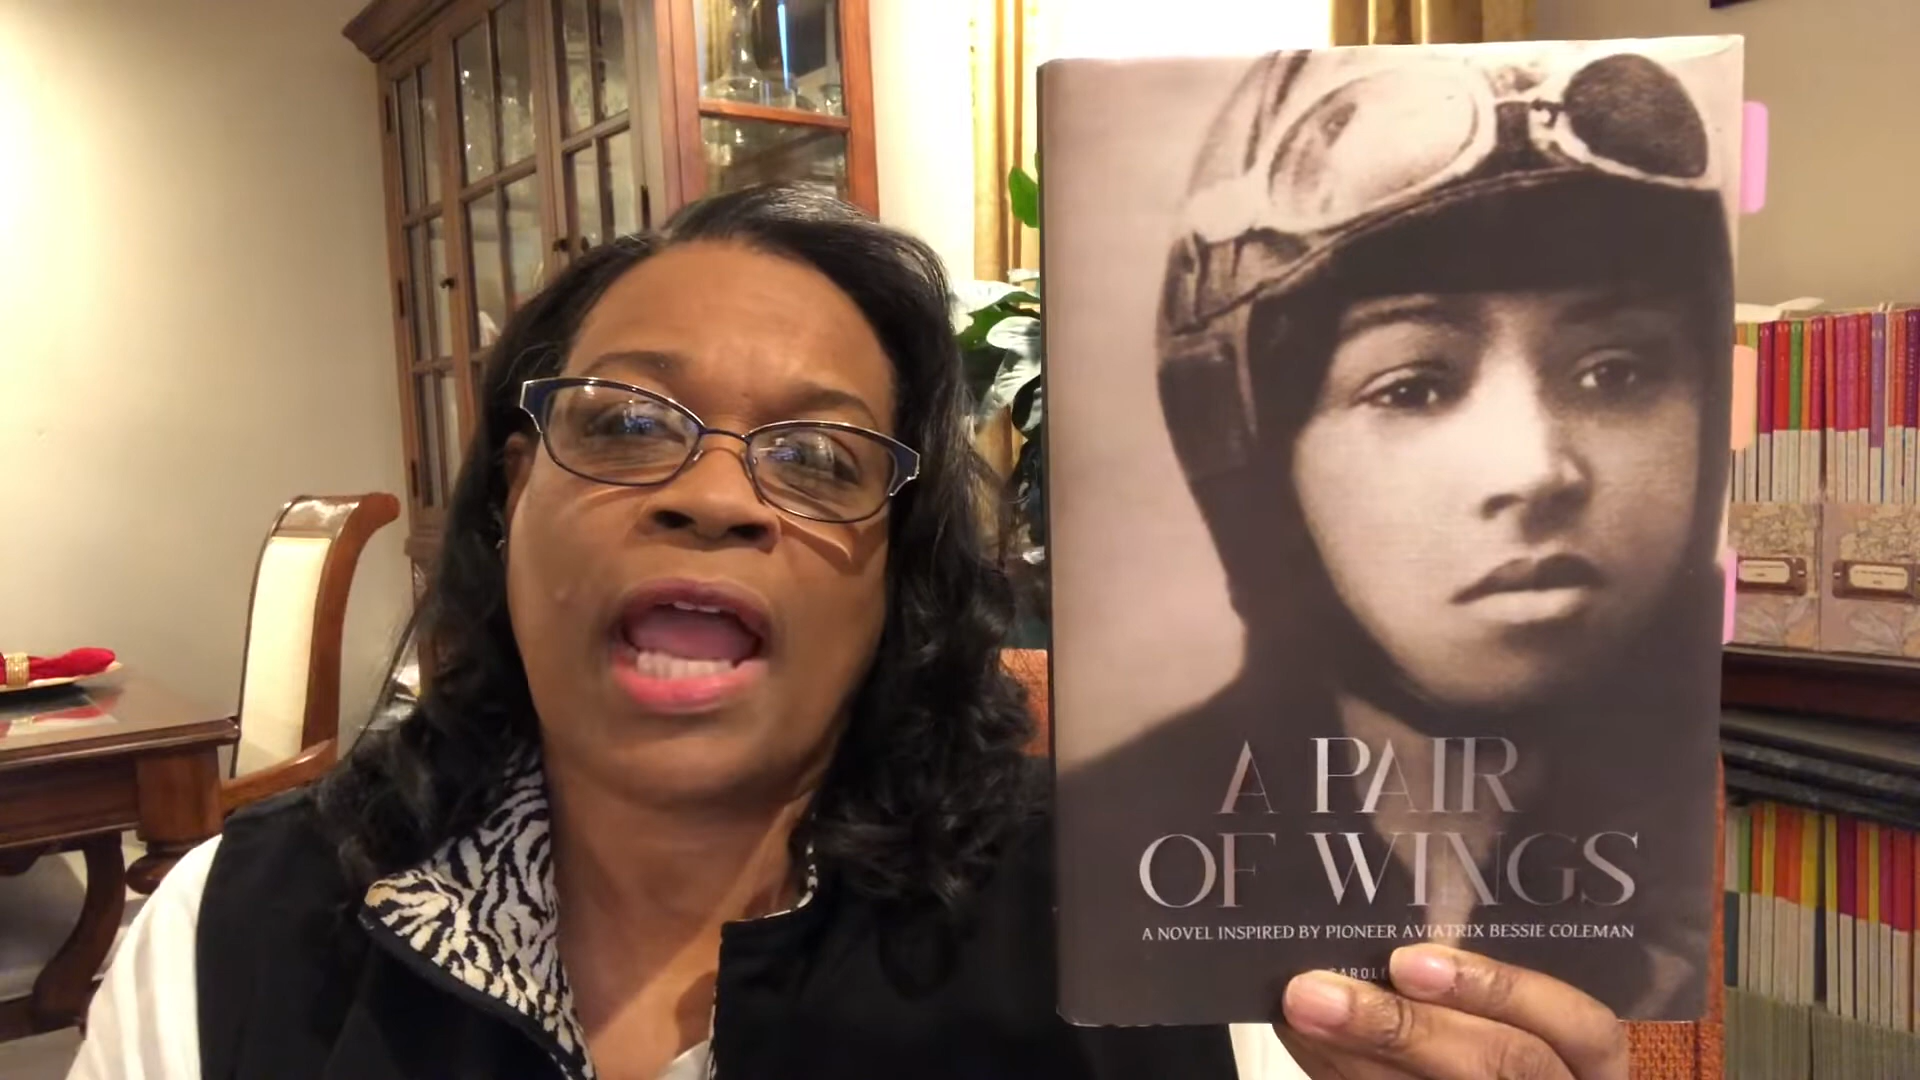 A PAIR
OF WINGS
A NOVEL INSPIRED BY PIONEER AVIATRIX BESSIE COLEMAN